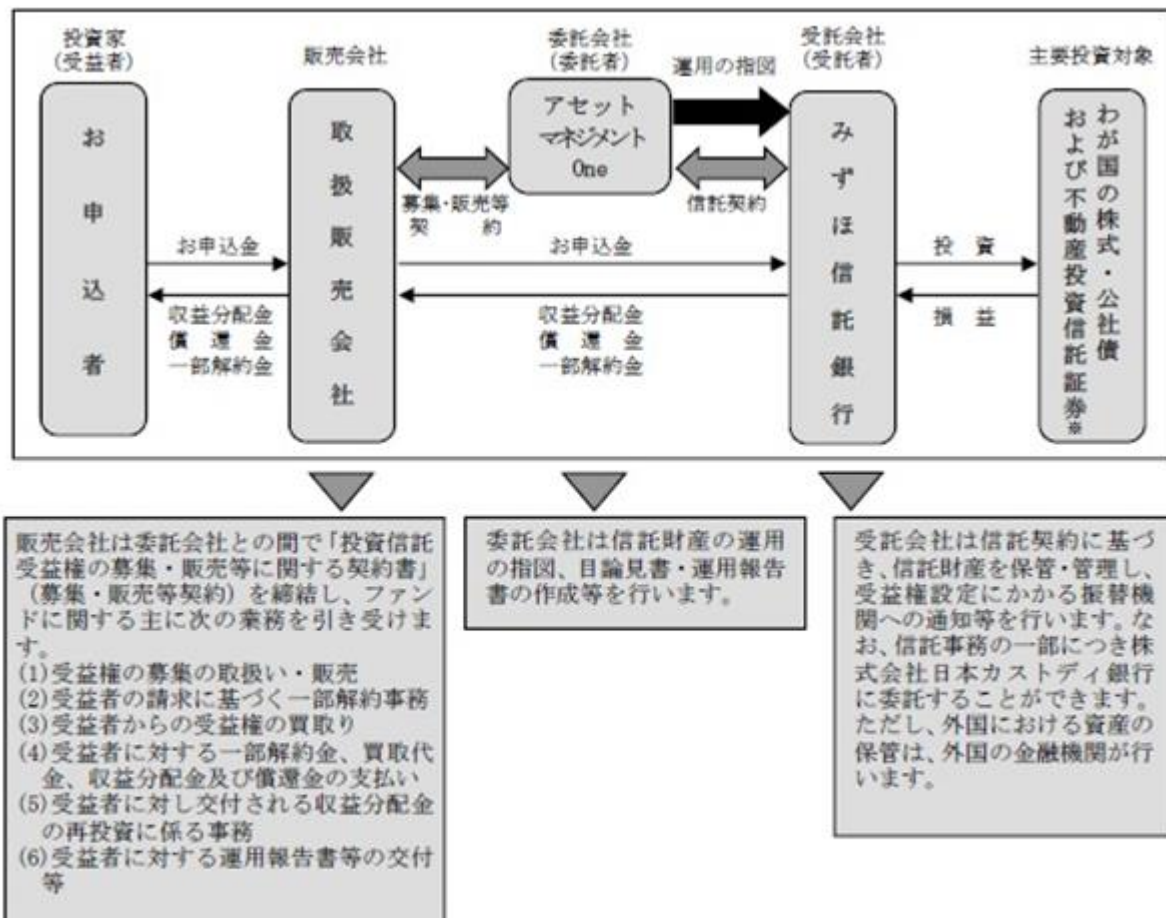 投資家
(受益者)
販売会社
委託会社
(委託者)
受託会社
(受託者)
主要投資対象
お申込者
取扱販売会社
アセット
マネジメント
One
運用の指図
みずほ信託銀行
わが国の株式・公社債
および不動産投資信託証券※
募集・販売等
契　　約
信託契約
お申込金
収益分配金
償 還 金
一部解約金
お申込金
収益分配金
償 還 金
一部解約金
投 資
損 益
販売会社は委託会社との間で「投資信託
受益権の募集・販売等に関する契約書」
(募集・販売等契約)を締結し、ファン
ドに関する主に次の業務を引き受けま
す。
(1)受益権の募集の取扱い・販売
(2)受益者の請求に基づく一部解約事務
(3)受益者からの受益権の買取り
(4)受益者に対する一部解約金、買取代
金、収益分配金及び償還金の支払い
(5)受益者に対し交付される収益分配金
の再投資に係る事務
(6)受益者に対する運用報告書等の交付
等
委託会社は信託財産の運用
の指図、目論見書・運用報告
書の作成等を行います。
受託会社は信託契約に基づ
き、信託財産を保管・管理し、
受益権設定にかかる振替機
関への通知等を行います。な
お、信託事務の一部につき株
式会社日本カストディ銀行
に委託することができます。
ただし、外国における資産の
保管は、外国の金融機関が行
います。